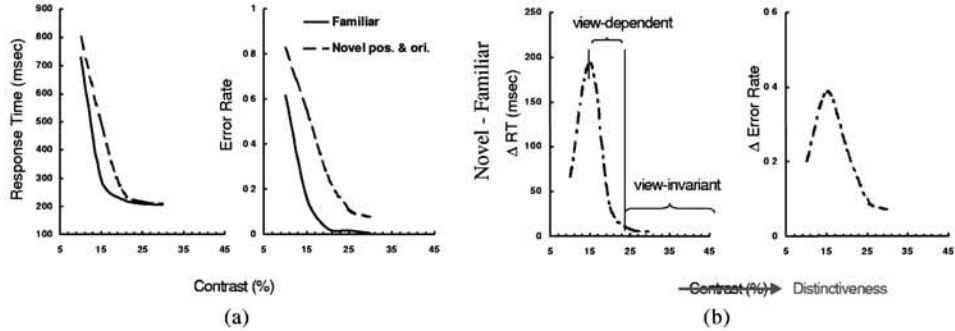 900
800
700
600
500
400
300
200
100
Response Time (msec)
5 15 25 35 45
1
0 8
0 6
0 4
0 2
0
Error Rate
5 15 25 35 45
Familiar
Novel pos. & ori.
Contrast (%)
(a)
Novel - Familiar
Δ RT (msec)
250
200
150
100
50
0
view-dependent
view-invariant
5 15 25 35 45
Δ Error Rate
0 6
0 4
0 2
0
5 15 25 35 45
Contrast (%) Distinctiveness
(b)